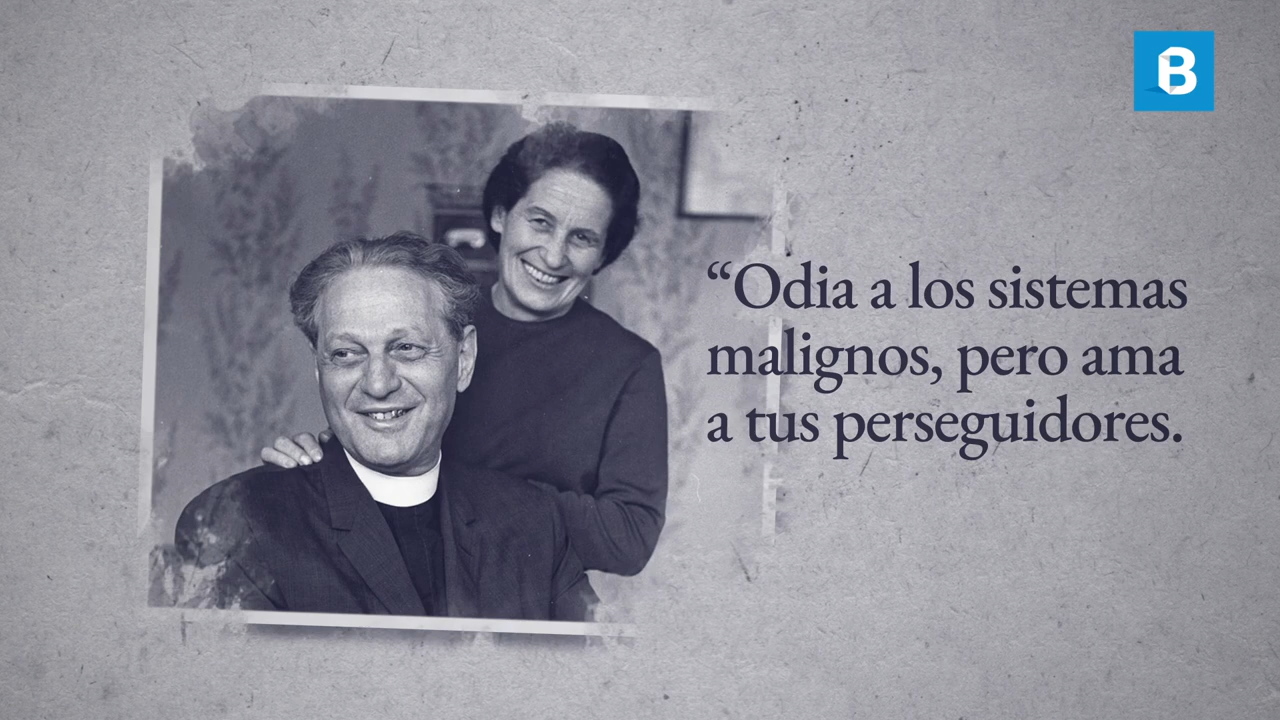 B
“Odia a los sistemas
malignos, pero ama
a tus perseguidores.